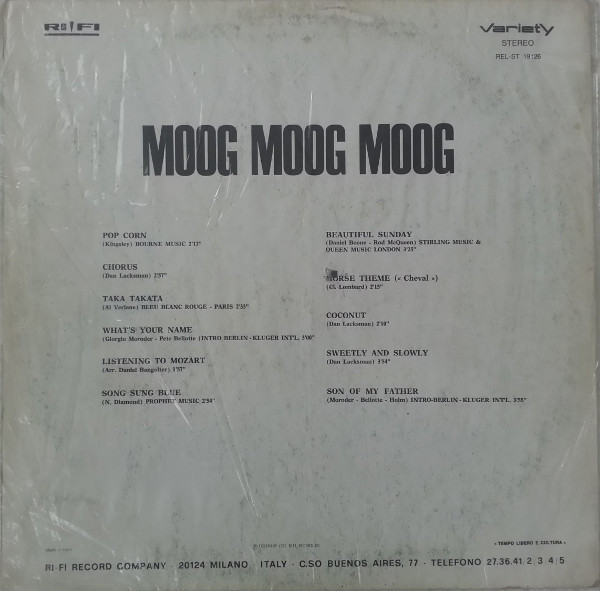 RI-FI
Variety
STEREO
REL-ST 19126
MOOG MOOG MOOG
POP CORN
(Kingsley) BOURNE MUSIC 2'12"
CHORUS
(Dan Lacksman) 2'57"
TAKA TAKATA
(Al Verlane) BLEU BLANC ROUGE - PARIS 2'55"
WHAT'S YOUR NAME
(Giorgio Moroder - Pete Bellotte) INTRO BERLIN - KLUGER INT'L. 3'00"
LISTENING TO MOZART
(Arr. Daniel Bangolter) 1'57"
SONG SUNG BLUE
(N. Diamond) PROPHET MUSIC 2'54"
BEAUTIFUL SUNDAY
(Daniel Boone - Rod McQueen) STIRLING MUSIC &
QUEEN MUSIC LONDON 3'25"
HORSE THEME (« Cheval »)
(Cl. Lombard) 2'15"
COCONUT
(Dan Lacksman) 2'10"
SWEETLY AND SLOWLY
(Dan Lacksman) 3'54"
SON OF MY FATHER
(Moroder - Bellotte - Holm) INTRO-BERLIN - KLUGER INT'L. 3'58"
« TEMPO LIBERO E CULTURA »
RI-FI RECORD COMPANY - 20124 MILANO - ITALY - C.SO BUENOS AIRES, 77 - TELEFONO 27.36.41/2/3/4/5